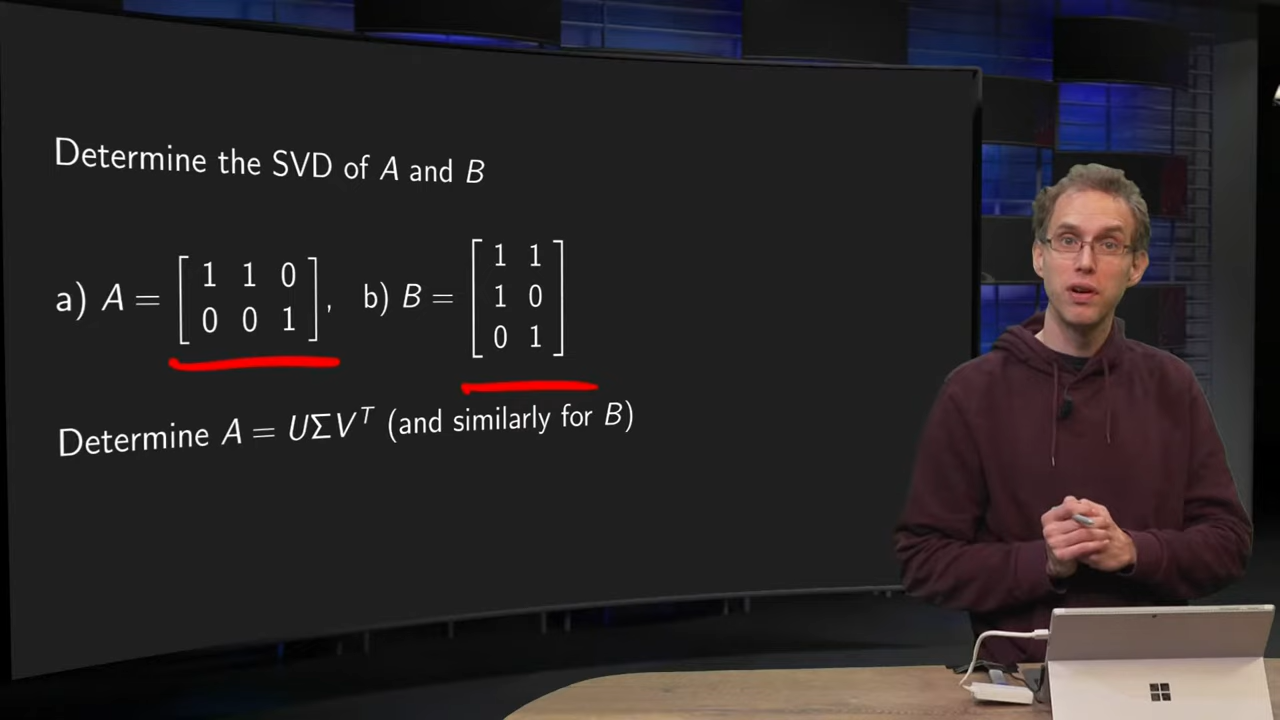 Determine the SVD of A and B
a) A = [ 1 1 0 ; 0 0 1 ], b) B = [ 1 1 ; 1 0 ; 0 1 ]
Determine A = UΣVᵀ (and similarly for B)